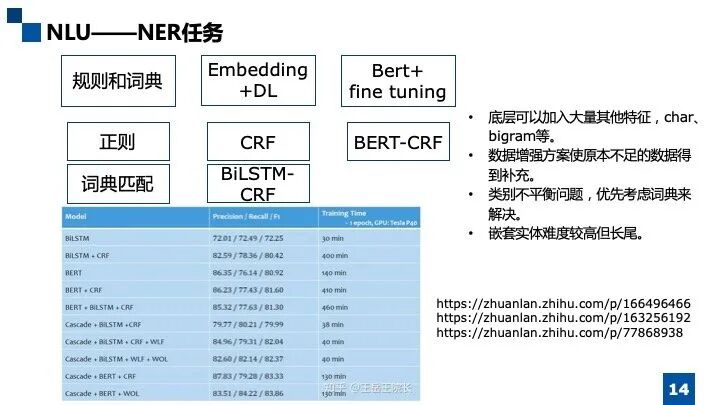 NLU——NER任务
规则和词典
Embedding
+DL
Bert+
fine tuning
正则
CRF
BERT-CRF
词典匹配
BiLSTM-
CRF
• 底层可以加入大量其他特征，char、
bigram等。
• 数据增强方案使原本不足的数据得
到补充。
• 类别不平衡问题，优先考虑词典来
解决。
• 嵌套实体难度较高但长尾。
Model Precision / Recall / F1 Training Time
~ 1 epoch, GPU: Tesla P40
BiLSTM 72.01 / 72.49 / 72.25 30 min
BiLSTM + CRF 82.59 / 78.36 / 80.42 400 min
BERT 86.35 / 76.14 / 80.92 140 min
BERT + CRF 86.23 / 77.43 / 81.60 410 min
BERT + BiLSTM + CRF 85.32 / 77.63 / 81.30 460 min
Cascade + BiLSTM +CRF 79.77 / 80.21 / 79.99 38 min
Cascade + BiLSTM + CRF + WLF 84.96 / 79.31 / 82.04 40 min
Cascade + BiLSTM + WLF + WOL 82.60 / 82.14 / 82.37 40 min
Cascade + BERT + CRF 87.83 / 79.28 / 83.33 130 min
Cascade + BERT + WOL 83.51 / 84.22 / 83.86 130 min
知乎 @王岳王院长
https://zhuanlan.zhihu.com/p/166496466
https://zhuanlan.zhihu.com/p/163256192
https://zhuanlan.zhihu.com/p/77868938
14